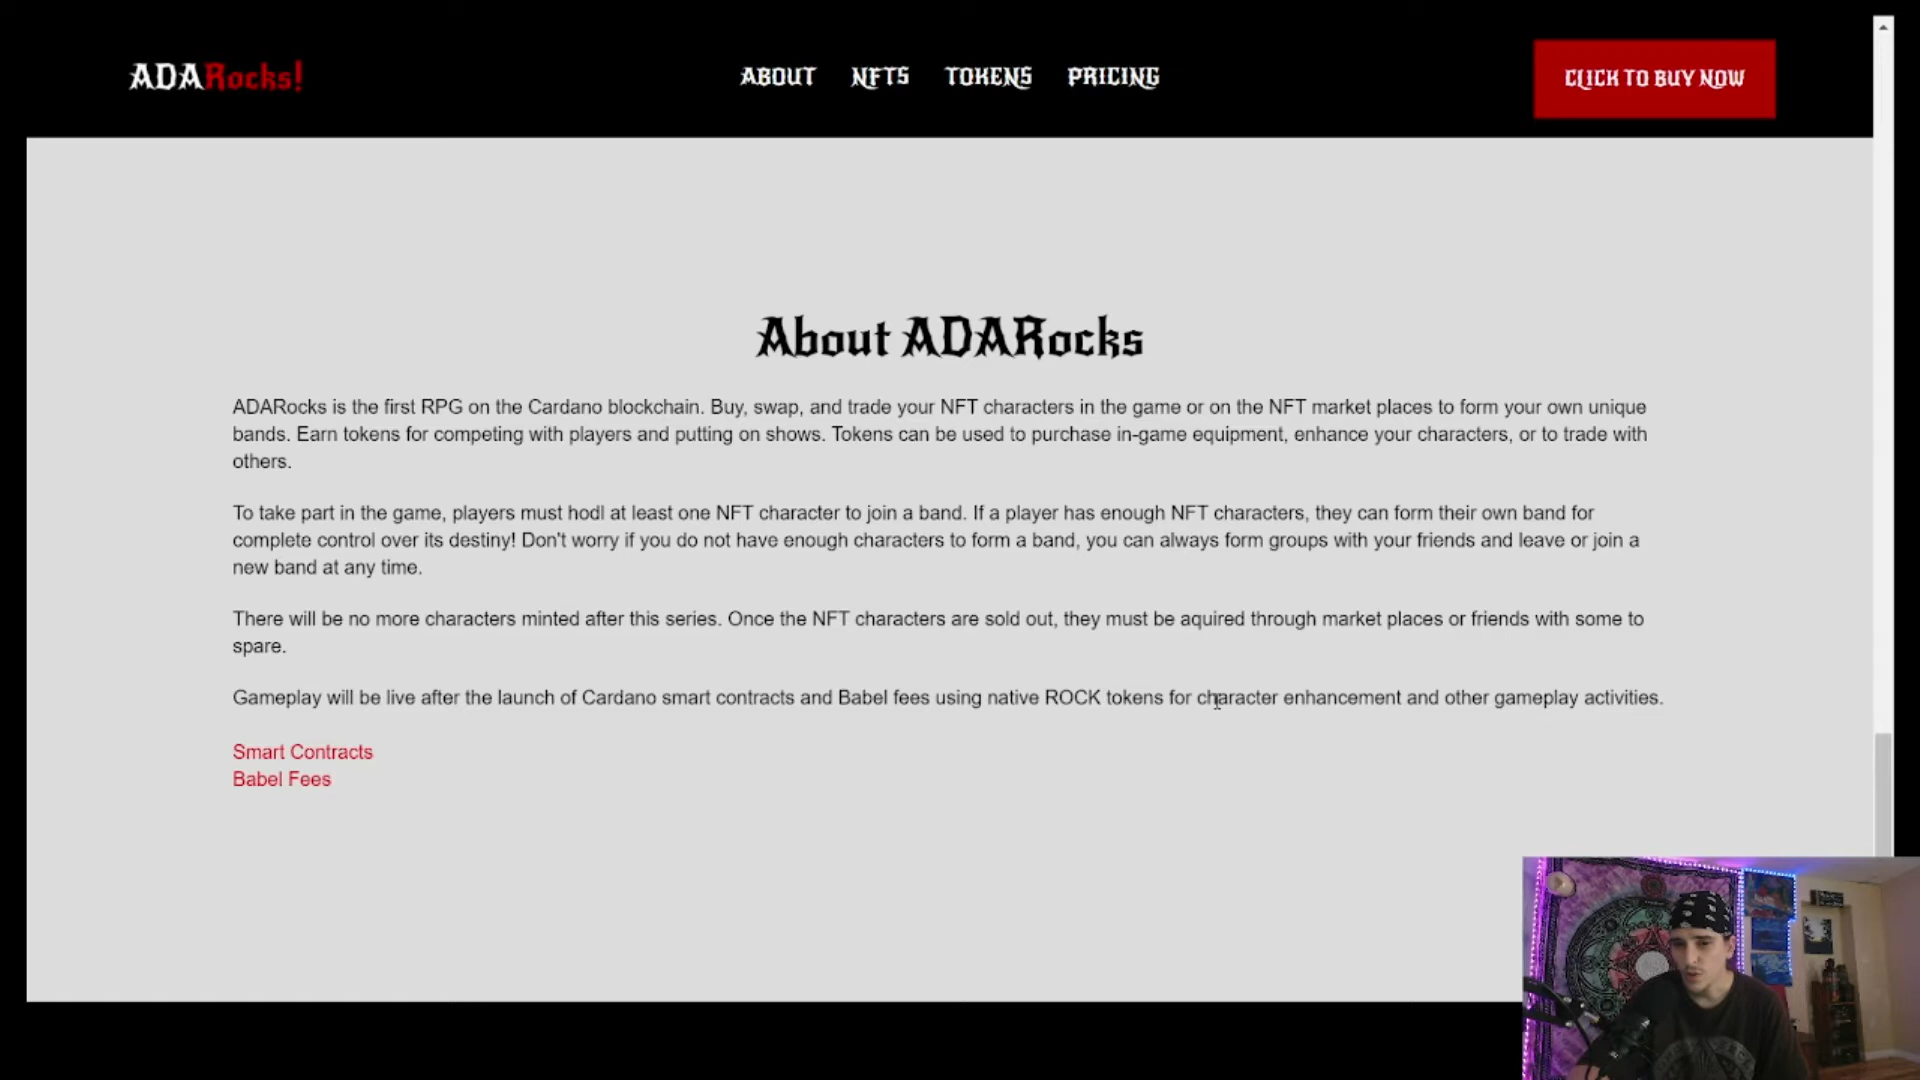 ADARocks!
ABOUT NFTS TOKENS PRICING
CLICK TO BUY NOW
About ADARocks
ADARocks is the first RPG on the Cardano blockchain. Buy, swap, and trade your NFT characters in the game or on the NFT market places to form your own unique
bands. Earn tokens for competing with players and putting on shows. Tokens can be used to purchase in-game equipment, enhance your characters, or to trade with
others.
To take part in the game, players must hodl at least one NFT character to join a band. If a player has enough NFT characters, they can form their own band for
complete control over its destiny! Don't worry if you do not have enough characters to form a band, you can always form groups with your friends and leave or join a
new band at any time.
There will be no more characters minted after this series. Once the NFT characters are sold out, they must be aquired through market places or friends with some to
spare.
Gameplay will be live after the launch of Cardano smart contracts and Babel fees using native ROCK tokens for character enhancement and other gameplay activities.
Smart Contracts
Babel Fees